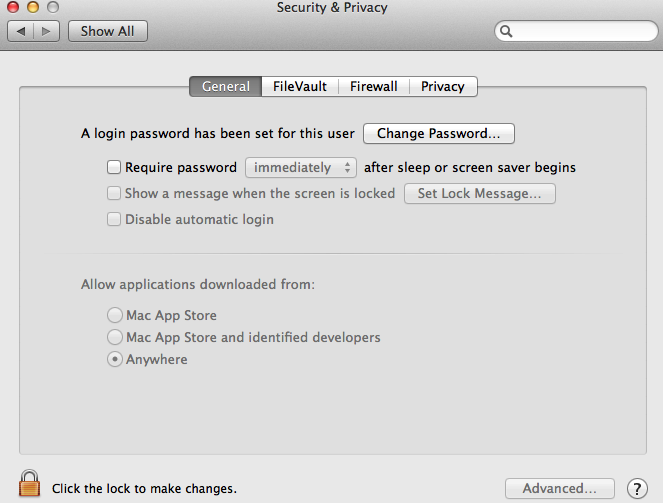 Security & Privacy
Show All
General FileVault Firewall Privacy
A login password has been set for this user Change Password...
Require password immediately after sleep or screen saver begins
Show a message when the screen is locked Set Lock Message...
Disable automatic login
Allow applications downloaded from:
Mac App Store
Mac App Store and identified developers
Anywhere
Click the lock to make changes. Advanced... ?